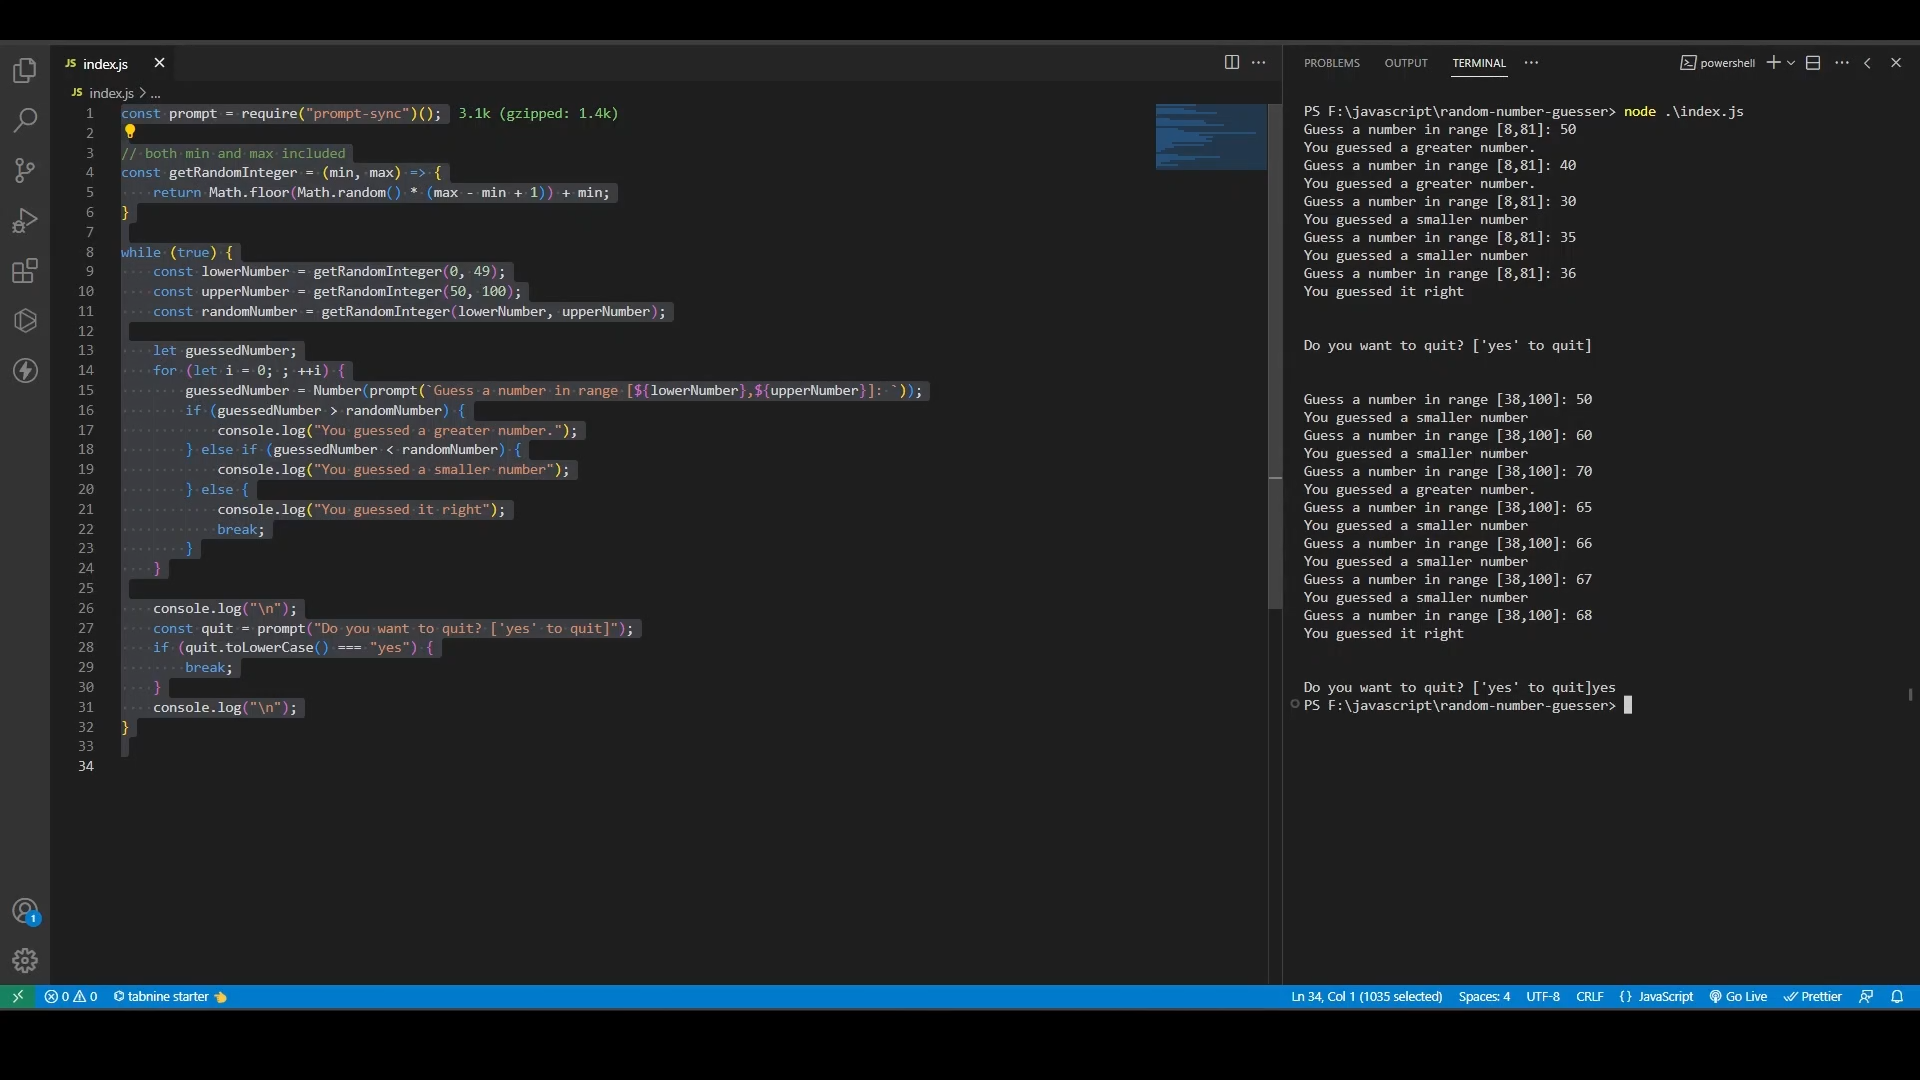 JS index.js
PROBLEMS OUTPUT TERMINAL ··· powershell
JS index.js > ...
1 const prompt = require("prompt-sync")(); 3.1k (gzipped: 1.4k)
2
3 // both min and max included
4 const getRandomInteger = (min, max) => {
5     return Math.floor(Math.random() * (max - min + 1)) + min;
6 }
7
8 while (true) {
9     const lowerNumber = getRandomInteger(0, 49);
10     const upperNumber = getRandomInteger(50, 100);
11     const randomNumber = getRandomInteger(lowerNumber, upperNumber);
12
13     let guessedNumber;
14     for (let i = 0; ; ++i) {
15         guessedNumber = Number(prompt(`Guess a number in range [${lowerNumber},${upperNumber}]: `));
16         if (guessedNumber > randomNumber) {
17             console.log("You guessed a greater number.");
18         } else if (guessedNumber < randomNumber) {
19             console.log("You guessed a smaller number");
20         } else {
21             console.log("You guessed it right");
22             break;
23         }
24     }
25
26     console.log("\n");
27     const quit = prompt("Do you want to quit? ['yes' to quit]");
28     if (quit.toLowerCase() === "yes") {
29         break;
30     }
31     console.log("\n");
32 }
33
34
PS F:\javascript\random-number-guesser> node .\index.js
Guess a number in range [8,81]: 50
You guessed a greater number.
Guess a number in range [8,81]: 40
You guessed a greater number.
Guess a number in range [8,81]: 30
You guessed a smaller number
Guess a number in range [8,81]: 35
You guessed a smaller number
Guess a number in range [8,81]: 36
You guessed it right
Do you want to quit? ['yes' to quit]
Guess a number in range [38,100]: 50
You guessed a smaller number
Guess a number in range [38,100]: 60
You guessed a smaller number
Guess a number in range [38,100]: 70
You guessed a greater number.
Guess a number in range [38,100]: 65
You guessed a smaller number
Guess a number in range [38,100]: 66
You guessed a smaller number
Guess a number in range [38,100]: 67
You guessed a smaller number
Guess a number in range [38,100]: 68
You guessed it right
Do you want to quit? ['yes' to quit]yes
PS F:\javascript\random-number-guesser>
1
0 0 tabnine starter Ln 34, Col 1 (1035 selected) Spaces: 4 UTF-8 CRLF {} JavaScript Go Live Prettier